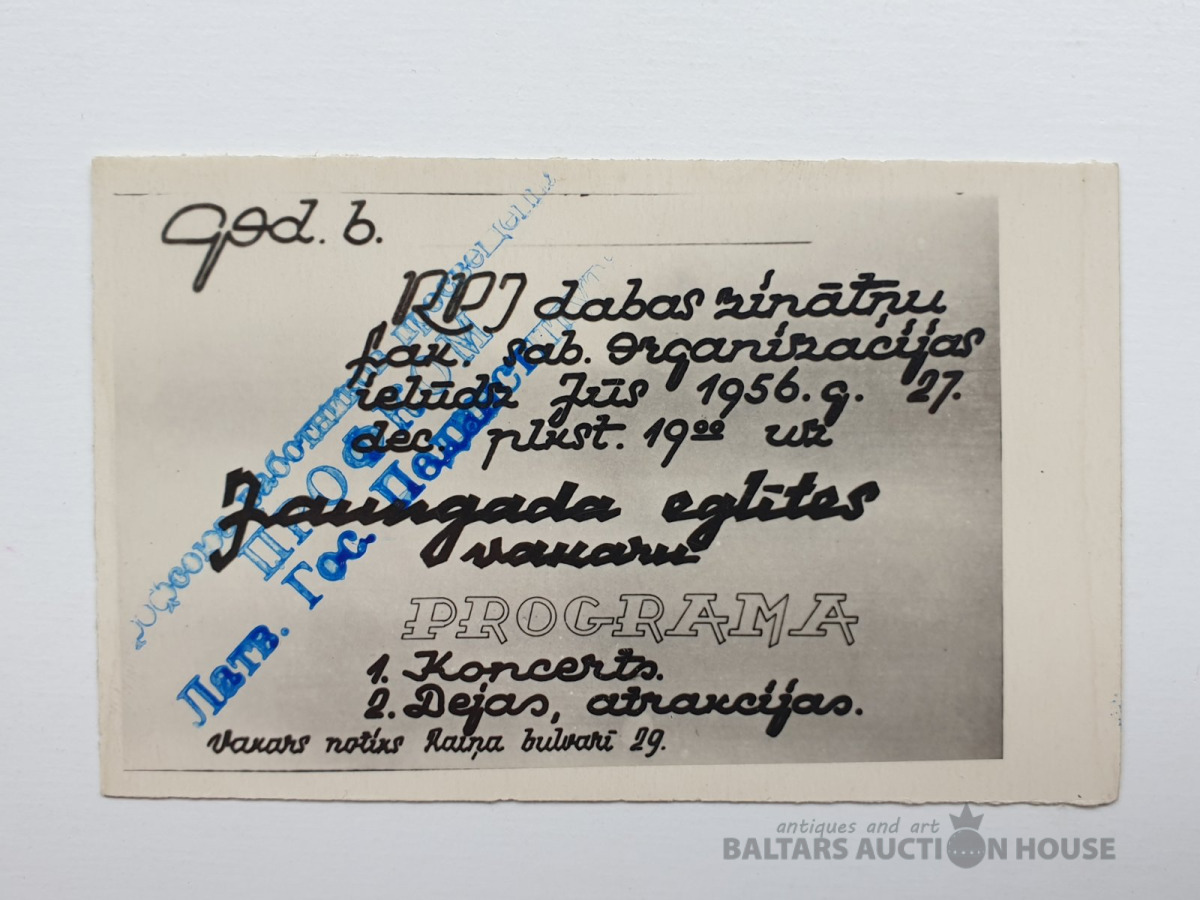 God. b.
RPI dabas zinātņu
fak. sab. organizācijas
ielūdz Jūs 1956. g. 27.
dec. plkst. 19⁰⁰ uz
Jaungada eglītes
vakaru
PROGRAMA
1. Koncerts.
2. Dejas, atrakcijas.
Vakars notiks Raiņa bulvarī 29.
ПРОФКОМ
Латв. Гос.
antiques and art
BALTARS AUCTION HOUSE